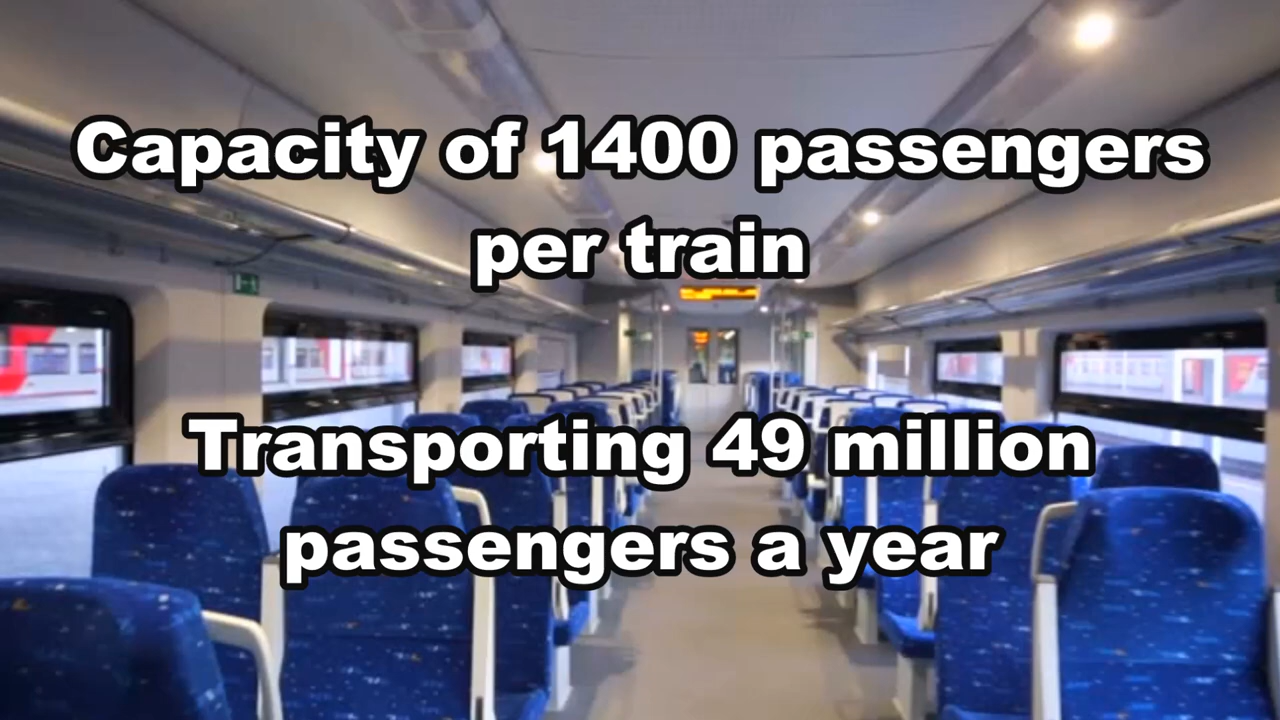 Capacity of 1400 passengers
per train
Transporting 49 million
passengers a year